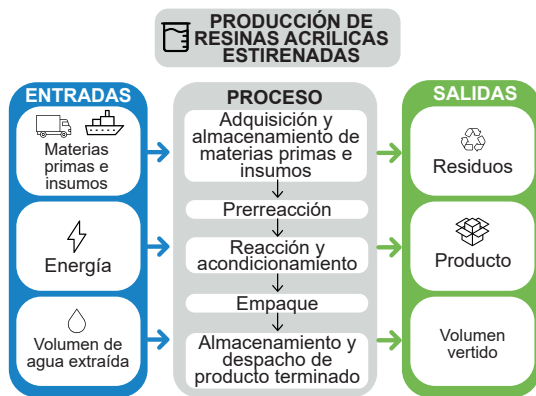 PRODUCCIÓN DE
RESINAS ACRÍLICAS
ESTIRENADAS
ENTRADAS
Materias
primas e
insumos
Energía
Volumen de
agua extraída
PROCESO
Adquisición y
almacenamiento de
materias primas e
insumos
Prerreacción
Reacción y
acondicionamiento
Empaque
Almacenamiento y
despacho de
producto terminado
SALIDAS
Residuos
Producto
Volumen
vertido